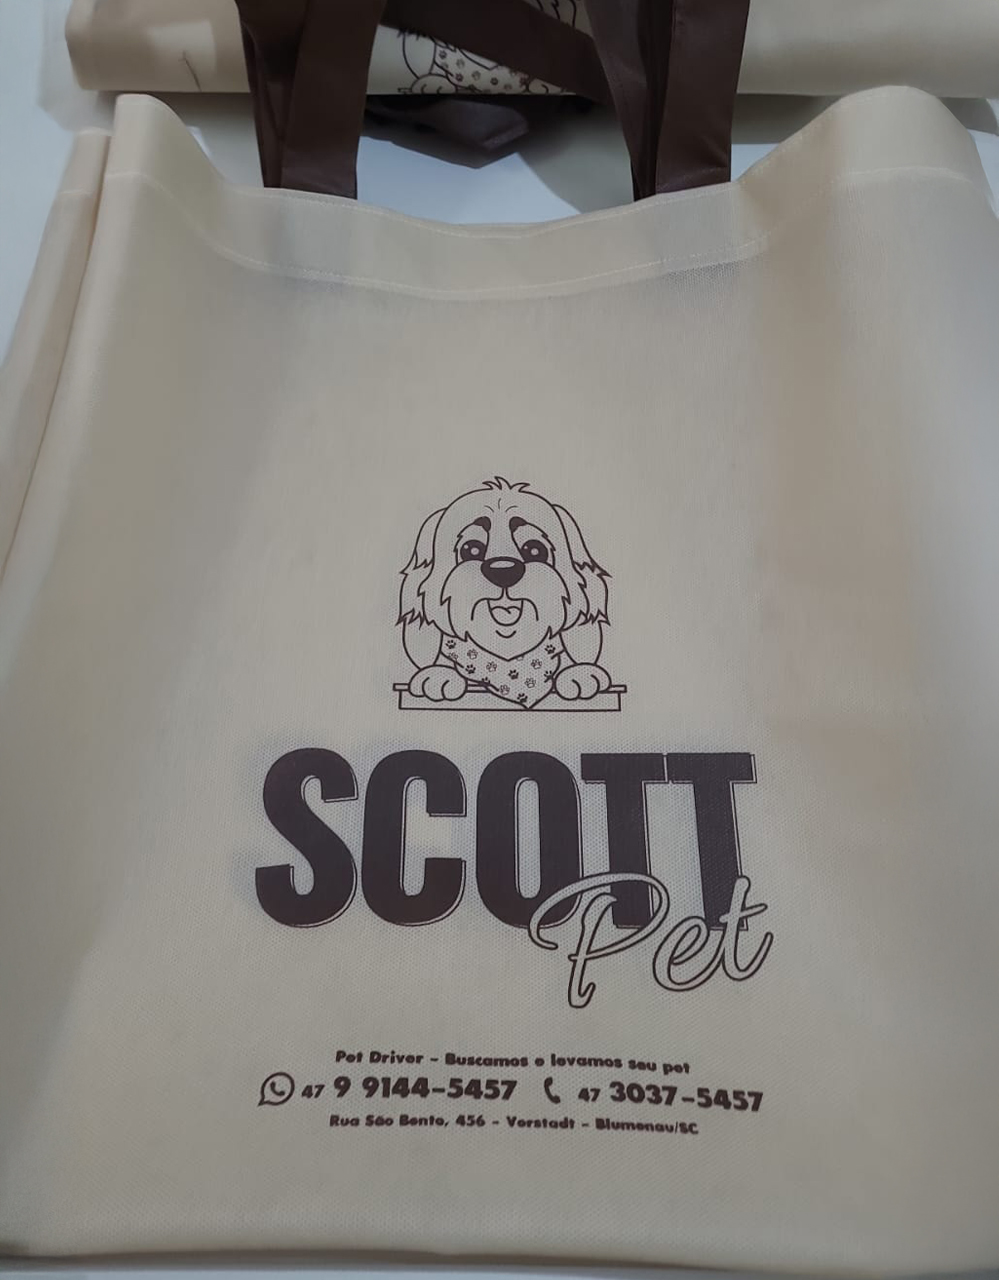 SCOTT
Pet
Pet Driver - Buscamos e levamos seu pet
47 9 9144-5457 47 3037-5457
Rua São Bento, 456 - Vorstadt - Blumenau/SC